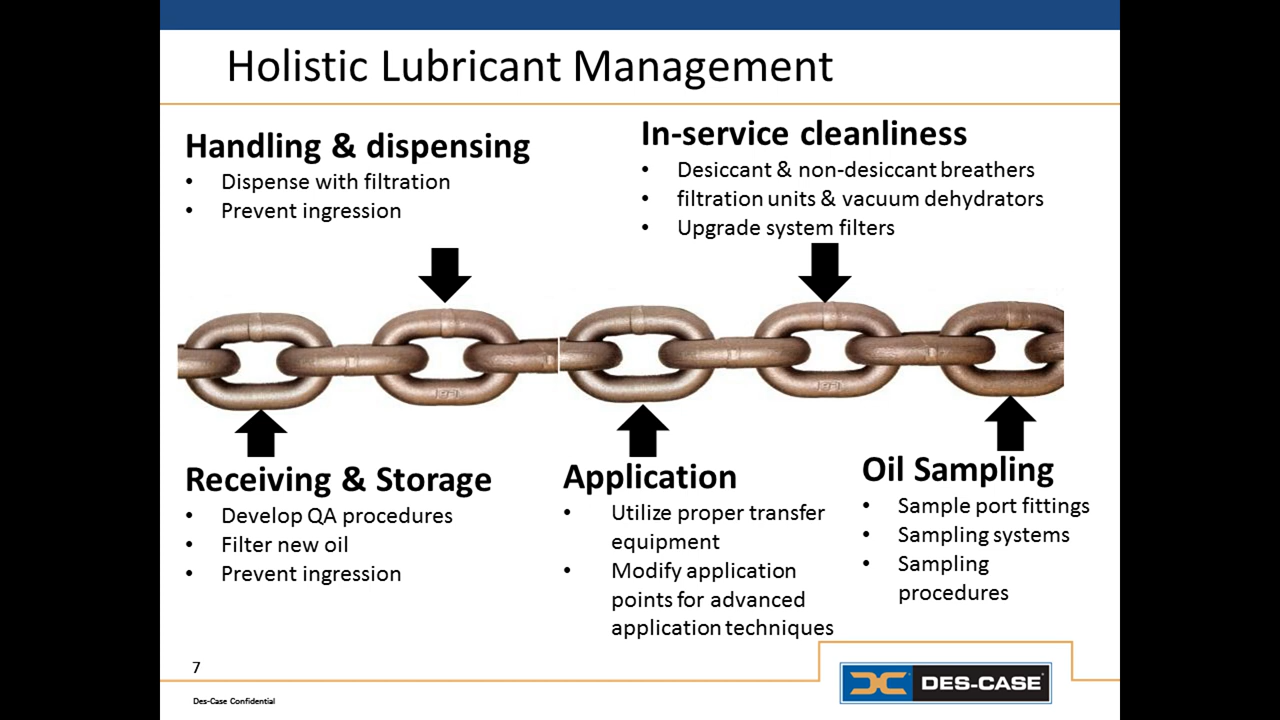 Holistic Lubricant Management
Handling & dispensing
• Dispense with filtration
• Prevent ingression
In-service cleanliness
• Desiccant & non-desiccant breathers
• filtration units & vacuum dehydrators
• Upgrade system filters
Receiving & Storage
• Develop QA procedures
• Filter new oil
• Prevent ingression
Application
• Utilize proper transfer
equipment
• Modify application
points for advanced
application techniques
Oil Sampling
• Sample port fittings
• Sampling systems
• Sampling
procedures
7
Des-Case Confidential
DES-CASE